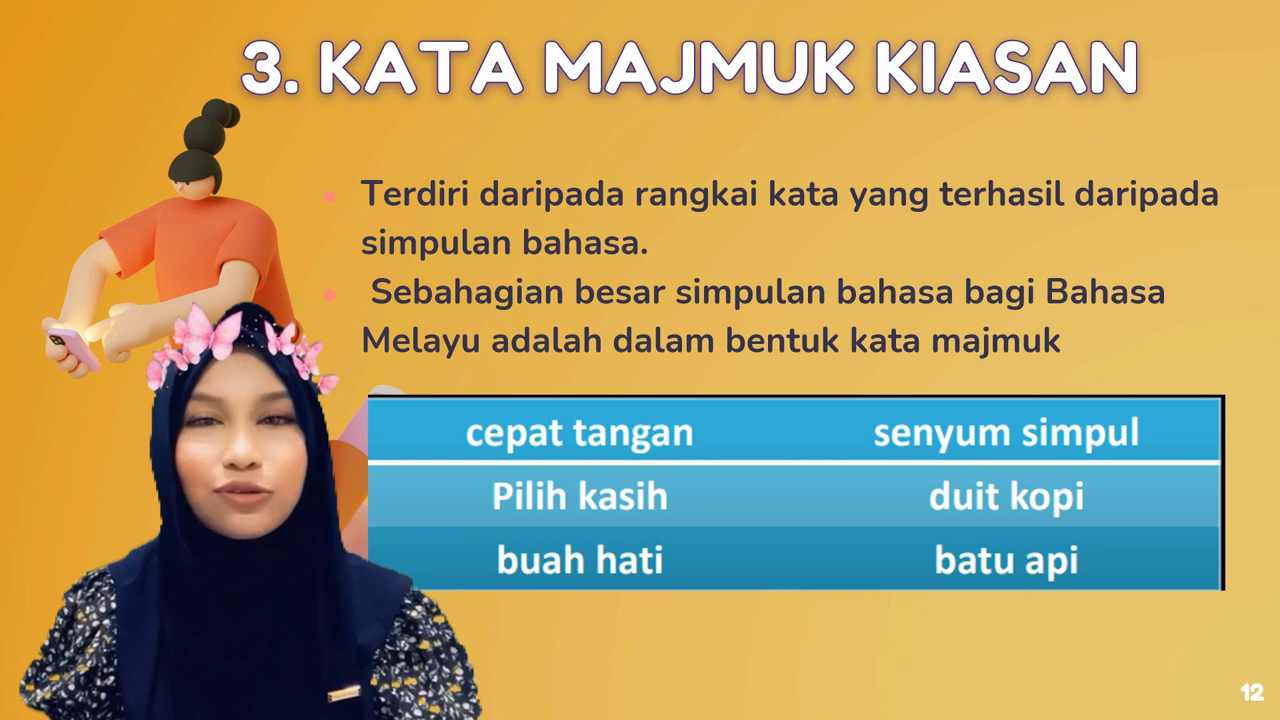 3. KATA MAJMUK KIASAN
Terdiri daripada rangkai kata yang terhasil daripada
simpulan bahasa.
Sebahagian besar simpulan bahasa bagi Bahasa
Melayu adalah dalam bentuk kata majmuk
cepat tangan senyum simpul
Pilih kasih duit kopi
buah hati batu api
12